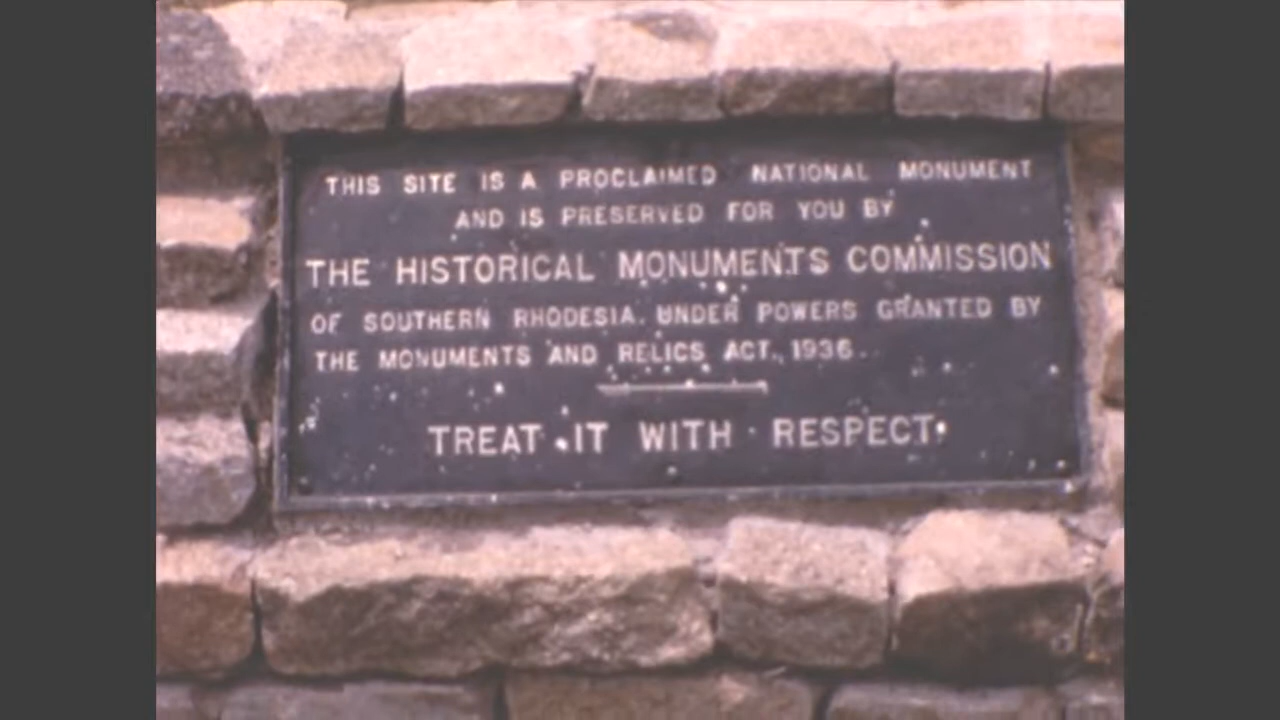 THIS SITE IS A PROCLAIMED NATIONAL MONUMENT
AND IS PRESERVED FOR YOU BY
THE HISTORICAL MONUMENTS COMMISSION
OF SOUTHERN RHODESIA. UNDER POWERS GRANTED BY
THE MONUMENTS AND RELICS ACT., 1936.
TREAT IT WITH RESPECT.